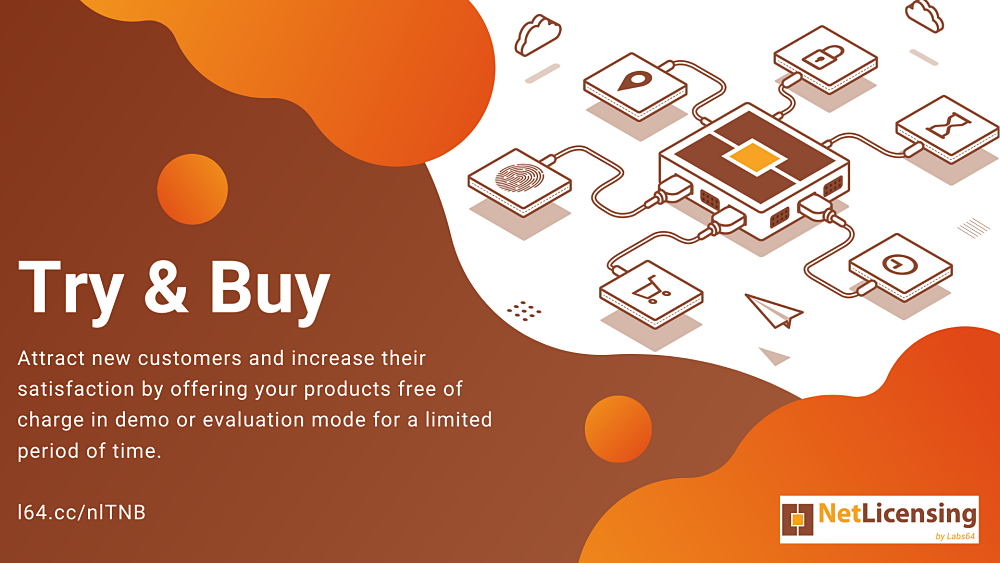 Try & Buy
Attract new customers and increase their
satisfaction by offering your products free of
charge in demo or evaluation mode for a limited
period of time.
l64.cc/nlTNB
NetLicensing
by Labs64